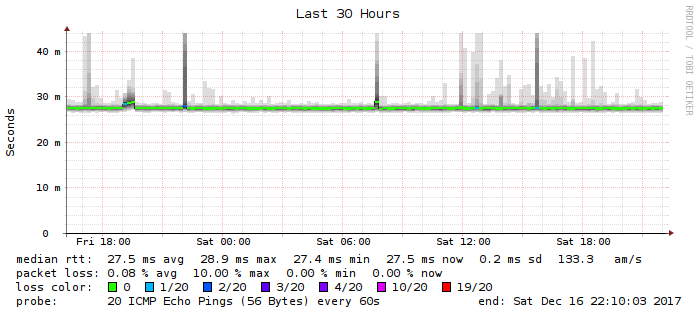 Last 30 Hours
RRDTOOL / TOBI OETIKER
Seconds
40 m
30 m
20 m
10 m
0
Fri 18:00 Sat 00:00 Sat 06:00 Sat 12:00 Sat 18:00
median rtt: 27.5 ms avg 28.9 ms max 27.4 ms min 27.5 ms now 0.2 ms sd 133.3 am/s
packet loss: 0.08 % avg 10.00 % max 0.00 % min 0.00 % now
loss color: 0 1/20 2/20 3/20 4/20 10/20 19/20
probe: 20 ICMP Echo Pings (56 Bytes) every 60s end: Sat Dec 16 22:10:03 2017